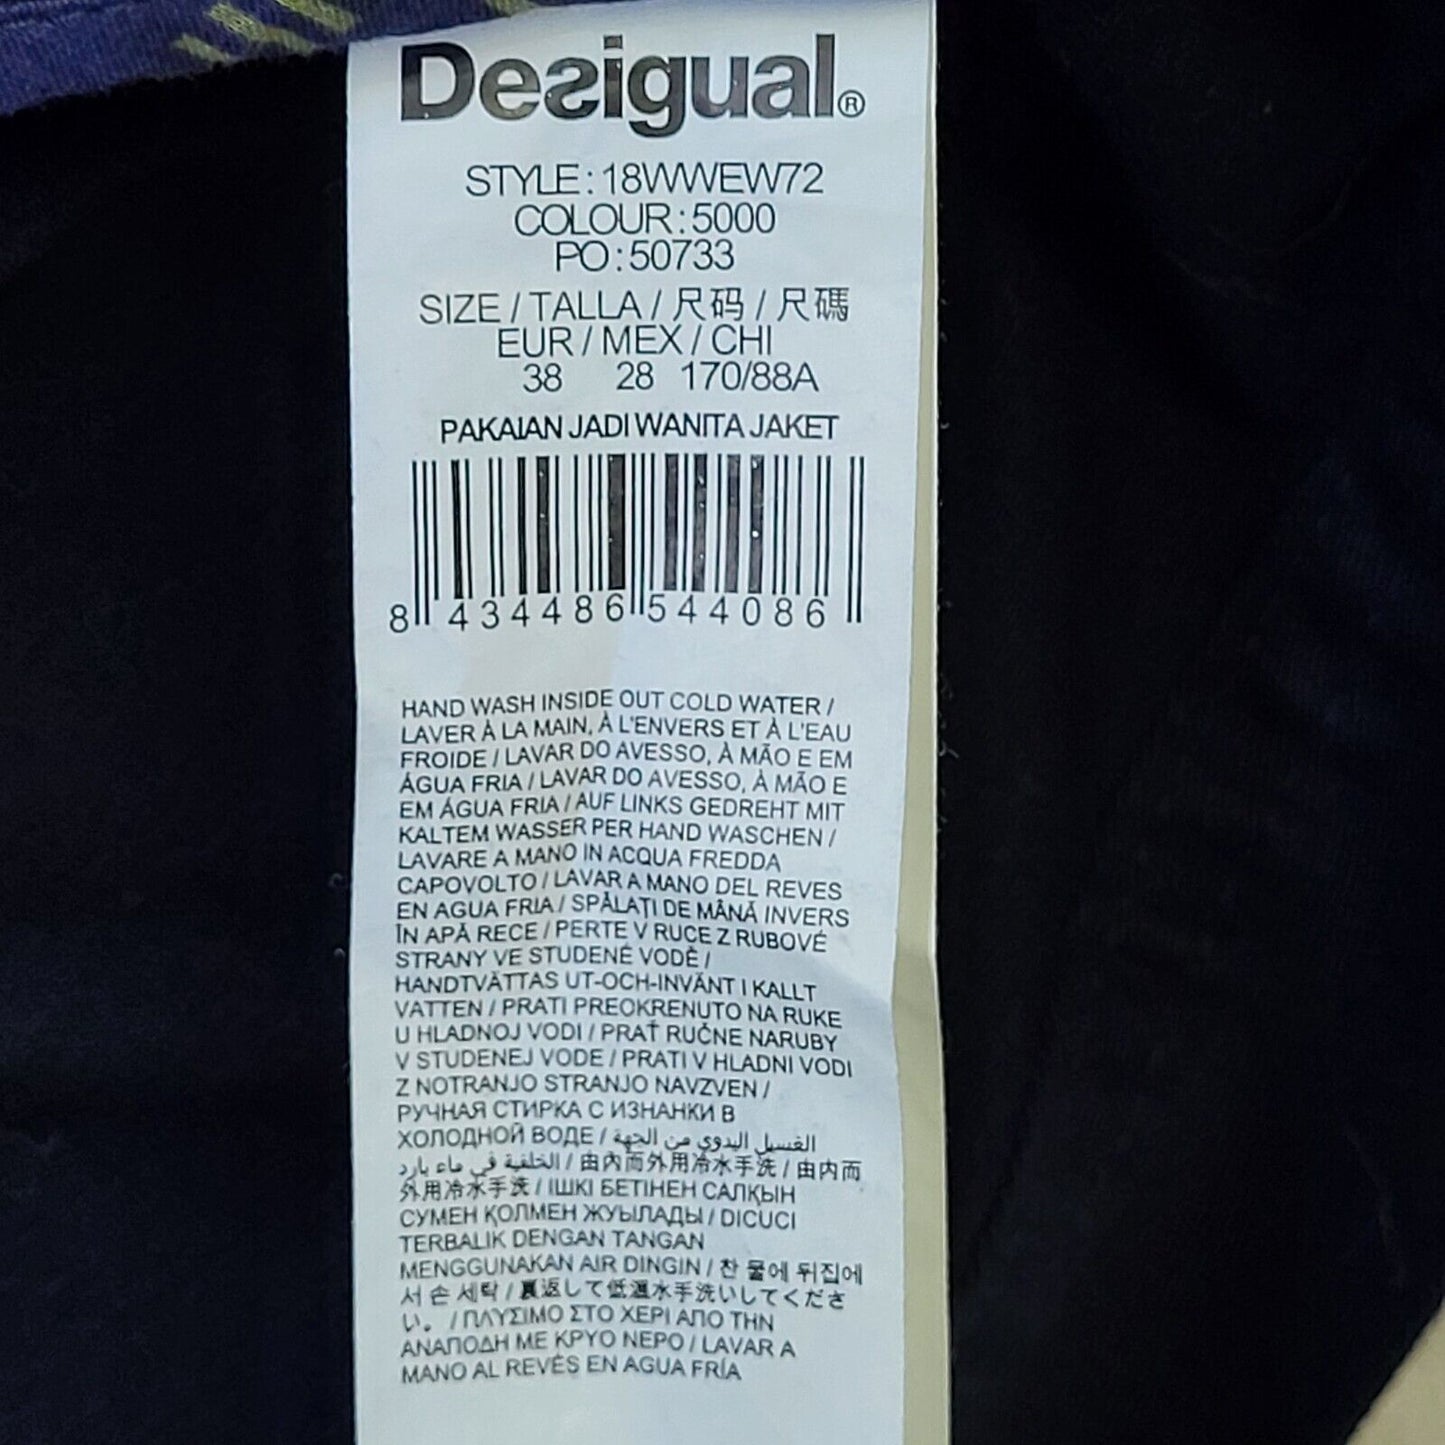 Desigual®
STYLE: 18WWEW72
COLOUR: 5000
PO: 50733
SIZE / TALLA / 尺码 / 尺碼
EUR / MEX / CHI
38 28 170/88A
PAKAIAN JADI WANITA JAKET
8 434486 544086
HAND WASH INSIDE OUT COLD WATER /
LAVER À LA MAIN, À L'ENVERS ET À L'EAU
FROIDE / LAVAR DO AVESSO, À MÃO E EM
ÁGUA FRIA / LAVAR DO AVESSO, À MÃO E
EM ÁGUA FRIA / AUF LINKS GEDREHT MIT
KALTEM WASSER PER HAND WASCHEN /
LAVARE A MANO IN ACQUA FREDDA
CAPOVOLTO / LAVAR A MANO DEL REVES
EN AGUA FRIA / SPĂLAȚI DE MÂNĂ INVERS
ÎN APĂ RECE / PERTE V RUCE Z RUBOVÉ
STRANY VE STUDENÉ VODĚ /
HANDTVÄTTAS UT-OCH-INVÄNT I KALLT
VATTEN / PRATI PREOKRENUTO NA RUKE
U HLADNOJ VODI / PRAŤ RUČNE NARUBY
V STUDENEJ VODE / PRATI V HLADNI VODI
Z NOTRANJO STRANJO NAVZVEN /
РУЧНАЯ СТИРКА С ИЗНАНКИ В
ХОЛОДНОЙ ВОДЕ / الغسيل اليدوي من الجهة
الخلفية في ماء بارد / 由内而外用冷水手洗 / 由内而
外用冷水手洗 / ІШКІ БЕТІНЕН САЛҚЫН
СУМЕН ҚОЛМЕН ЖУЫЛАДЫ / DICUCI
TERBALIK DENGAN TANGAN
MENGGUNAKAN AIR DINGIN / 찬 물에 뒤집에
서 손 세탁 / 裏返して低温水手洗いしてくださ
い。 / ΠΛΥΣΙΜΟ ΣΤΟ ΧΕΡΙ ΑΠΟ ΤΗΝ
ΑΝΑΠΟΔΗ ΜΕ ΚΡΥΟ ΝΕΡΟ / LAVAR A
MANO AL REVÉS EN AGUA FRÍA